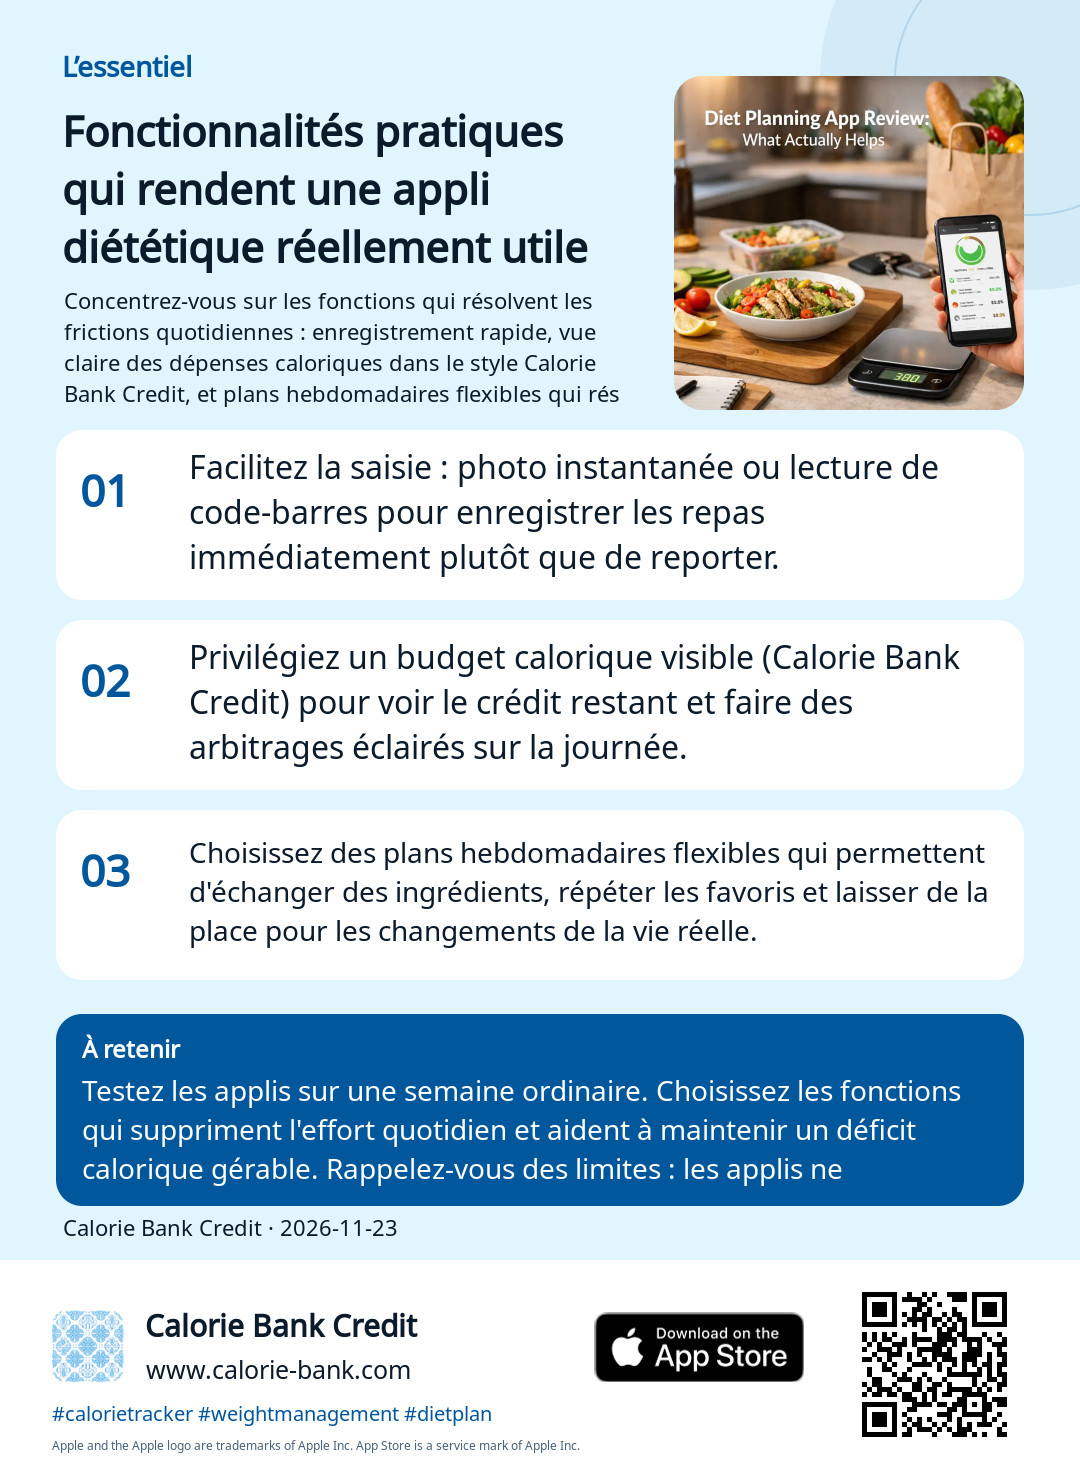 L’essentiel
Fonctionnalités pratiques
qui rendent une appli
diététique réellement utile
Concentrez-vous sur les fonctions qui résolvent les
frictions quotidiennes : enregistrement rapide, vue
claire des dépenses caloriques dans le style Calorie
Bank Credit, et plans hebdomadaires flexibles qui rés
Diet Planning App Review:
What Actually Helps
380
01
Facilitez la saisie : photo instantanée ou lecture de
code-barres pour enregistrer les repas
immédiatement plutôt que de reporter.
02
Privilégiez un budget calorique visible (Calorie Bank
Credit) pour voir le crédit restant et faire des
arbitrages éclairés sur la journée.
03
Choisissez des plans hebdomadaires flexibles qui permettent
d'échanger des ingrédients, répéter les favoris et laisser de la
place pour les changements de la vie réelle.
À retenir
Testez les applis sur une semaine ordinaire. Choisissez les fonctions
qui suppriment l'effort quotidien et aident à maintenir un déficit
calorique gérable. Rappelez-vous des limites : les applis ne
Calorie Bank Credit · 2026-11-23
Calorie Bank Credit
www.calorie-bank.com
Download on the
App Store
#calorietracker #weightmanagement #dietplan
Apple and the Apple logo are trademarks of Apple Inc. App Store is a service mark of Apple Inc.